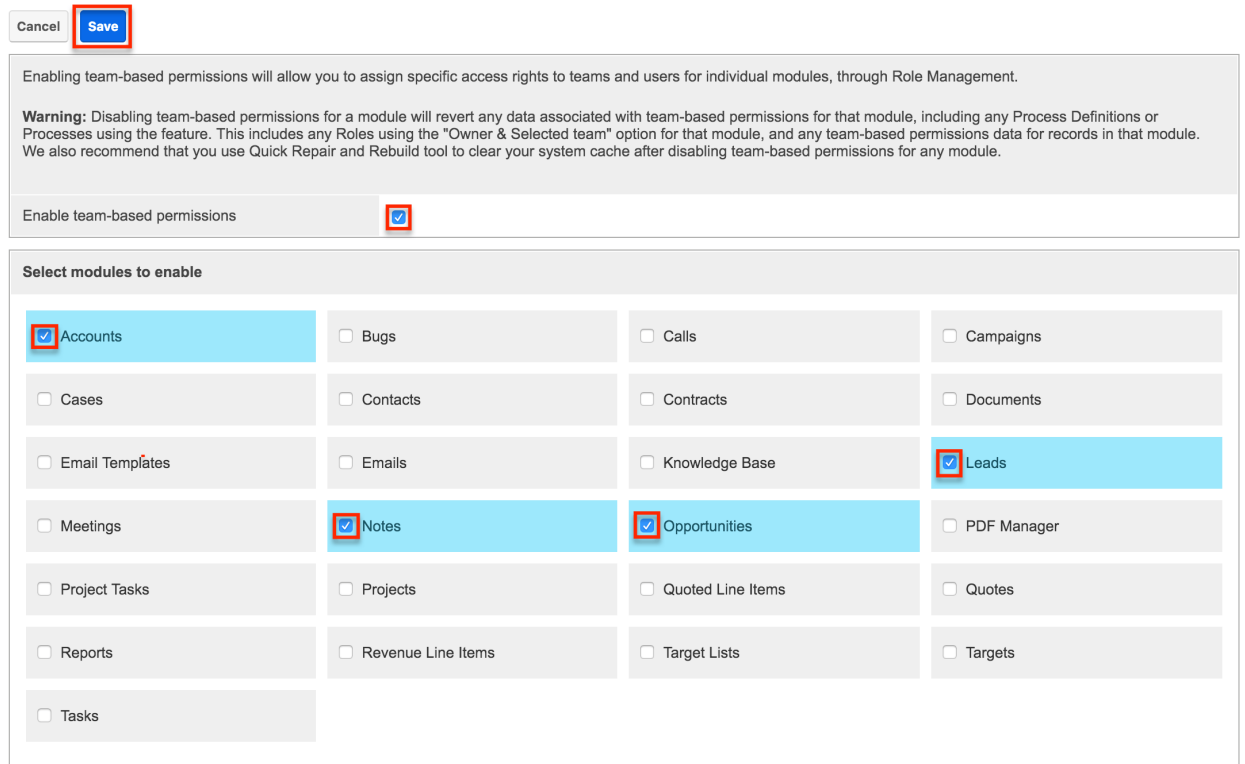 Cancel Save
Enabling team-based permissions will allow you to assign specific access rights to teams and users for individual modules, through Role Management.
Warning: Disabling team-based permissions for a module will revert any data associated with team-based permissions for that module, including any Process Definitions or
Processes using the feature. This includes any Roles using the "Owner & Selected team" option for that module, and any team-based permissions data for records in that module.
We also recommend that you use Quick Repair and Rebuild tool to clear your system cache after disabling team-based permissions for any module.
Enable team-based permissions
Select modules to enable
Accounts Bugs Calls Campaigns
Cases Contacts Contracts Documents
Email Templates Emails Knowledge Base Leads
Meetings Notes Opportunities PDF Manager
Project Tasks Projects Quoted Line Items Quotes
Reports Revenue Line Items Target Lists Targets
Tasks